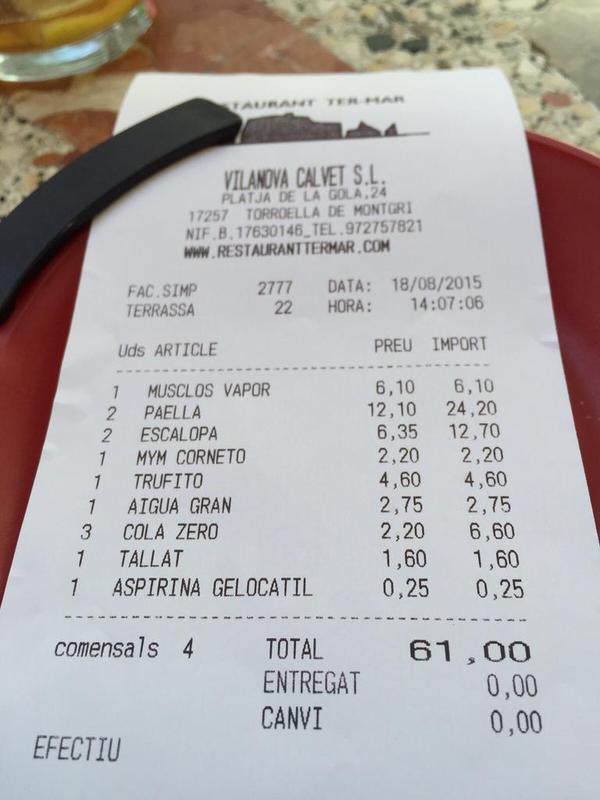 STAURANT TER-MAR
VILANOVA CALVET S.L.
PLATJA DE LA GOLA,24
17257 TORROELLA DE MONTGRI
NIF.B.17630146_TEL.972757821
WWW.RESTAURANTTERMAR.COM
FAC.SIMP 2777 DATA: 18/08/2015
TERRASSA 22 HORA: 14:07:06
Uds ARTICLE PREU IMPORT
1 MUSCLOS VAPOR 6,10 6,10
2 PAELLA 12,10 24,20
2 ESCALOPA 6,35 12,70
1 MYM CORNETO 2,20 2,20
1 TRUFITO 4,60 4,60
1 AIGUA GRAN 2,75 2,75
3 COLA ZERO 2,20 6,60
1 TALLAT 1,60 1,60
1 ASPIRINA GELOCATIL 0,25 0,25
comensals 4 TOTAL 61,00
ENTREGAT 0,00
CANVI 0,00
EFECTIU